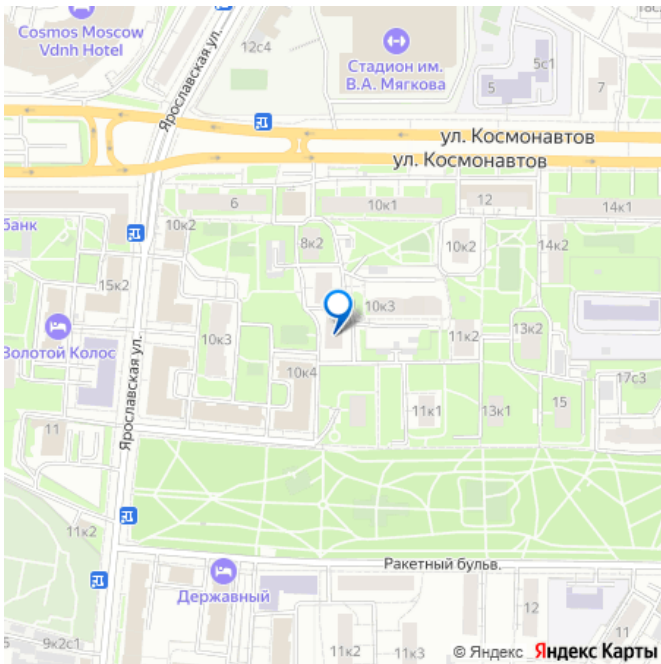 18с
Cosmos Moscow
Vdnh Hotel
12с4
Стадион им.
В.А. Мягкова
5с1
5
7
Ярославская ул.
ул. Космонавтов
ул. Космонавтов
6
10к1
12
14к1
банк
10к2
8к2
10к2
14к2
15к2
10к3
Золотой Колос
10к3
11к2
13к2
10к4
17с3
Ярославская ул.
11
11к1
13к1
15
11к2
Ракетный бульв.
Державный
12
11
5
9к2с1
11к2
11к3
© Яндекс Яндекс Карты